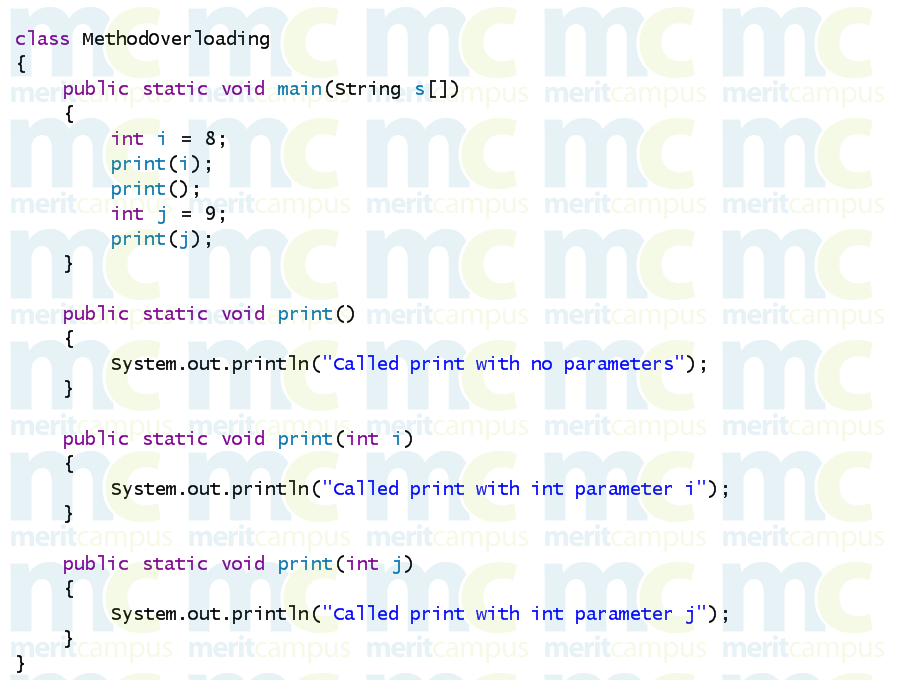 class MethodOverloading
{
    public static void main(String s[])
    {
        int i = 8;
        print(i);
        print();
        int j = 9;
        print(j);
    }

    public static void print()
    {
        System.out.println("Called print with no parameters");
    }

    public static void print(int i)
    {
        System.out.println("Called print with int parameter i");
    }

    public static void print(int j)
    {
        System.out.println("Called print with int parameter j");
    }
}
mc
meritcampus